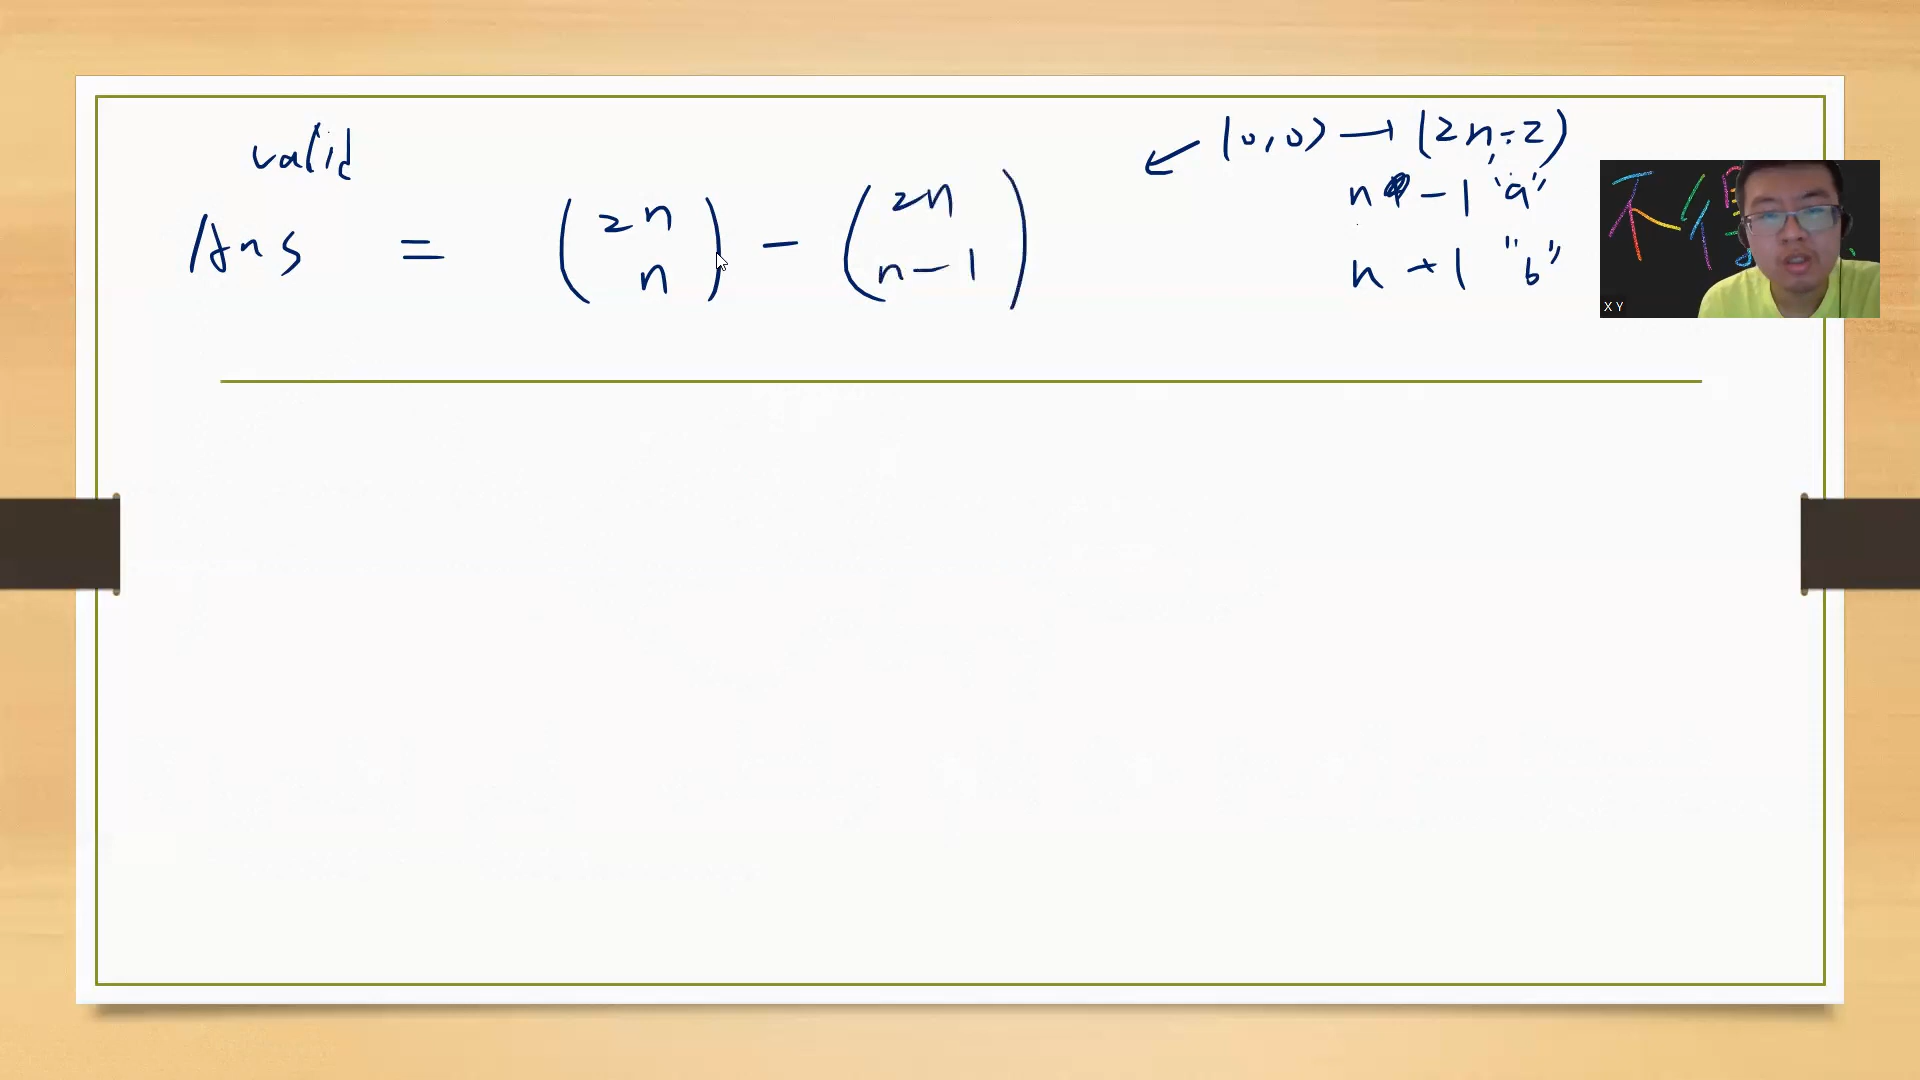 valid
Ans = (2n n) - (2n n-1)
(0,0) → (2n,-2)
n -1 "a"
n +1 "b"
X Y